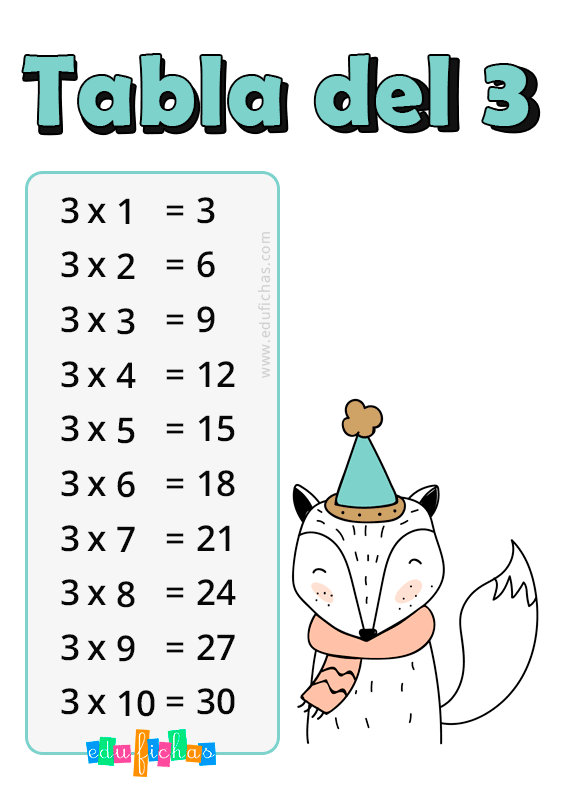 Tabla del 3
3 x 1 = 3
3 x 2 = 6
3 x 3 = 9
3 x 4 = 12
3 x 5 = 15
3 x 6 = 18
3 x 7 = 21
3 x 8 = 24
3 x 9 = 27
3 x 10 = 30
www.edufichas.com
edufichas